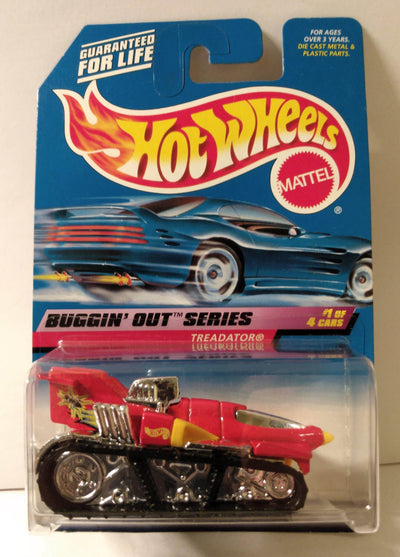 GUARANTEED
FOR LIFE
FOR AGES
OVER 3 YEARS.
DIE CAST METAL &
PLASTIC PARTS.
HOT WHEELS
®
MATTEL
®
BUGGIN' OUT™ SERIES
#1 OF
4 CARS
TREADATOR®